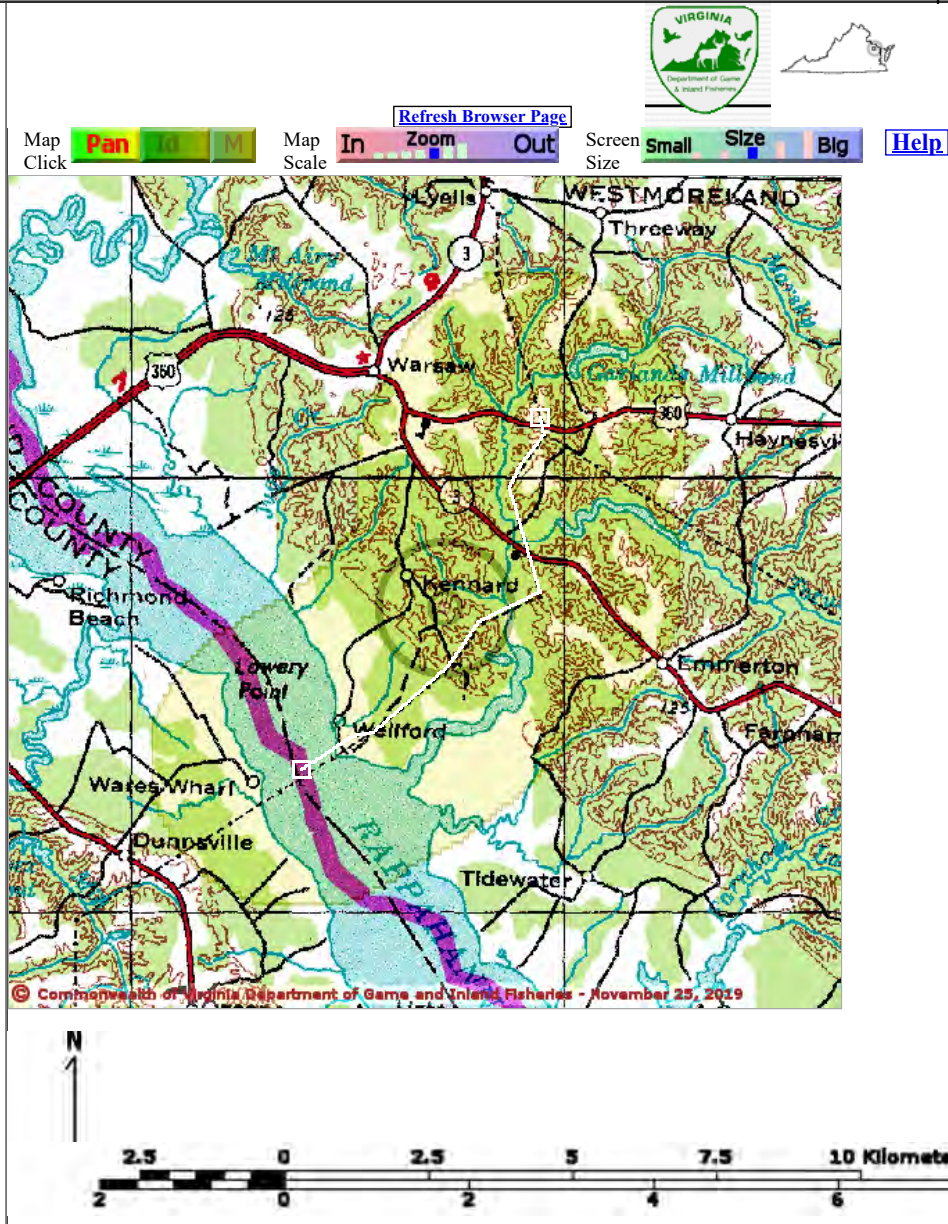 VIRGINIA
Department of Game
& Inland Fisheries
Refresh Browser Page
Map
Click
Pan Id M
Map
Scale
In Zoom Out
Screen
Size
Small Size Big
Help
Lyells
WESTMORELAND
Threeway
3
Mt Airy
Millpond
125
360
Warsaw
Garlands Millpond
360
Haynesvi
COUNTY
COUNTY
3
Kennard
Richmond
Beach
Lowery
Point
Emmerton
125
Wellford
Farnham
Wares Wharf
Dunnsville
Tidewater
© Commonwealth of Virginia Department of Game and Inland Fisheries - November 25, 2019
N
2.5 0 2.5 5 7.5 10 Kilomete
2 0 2 4 6